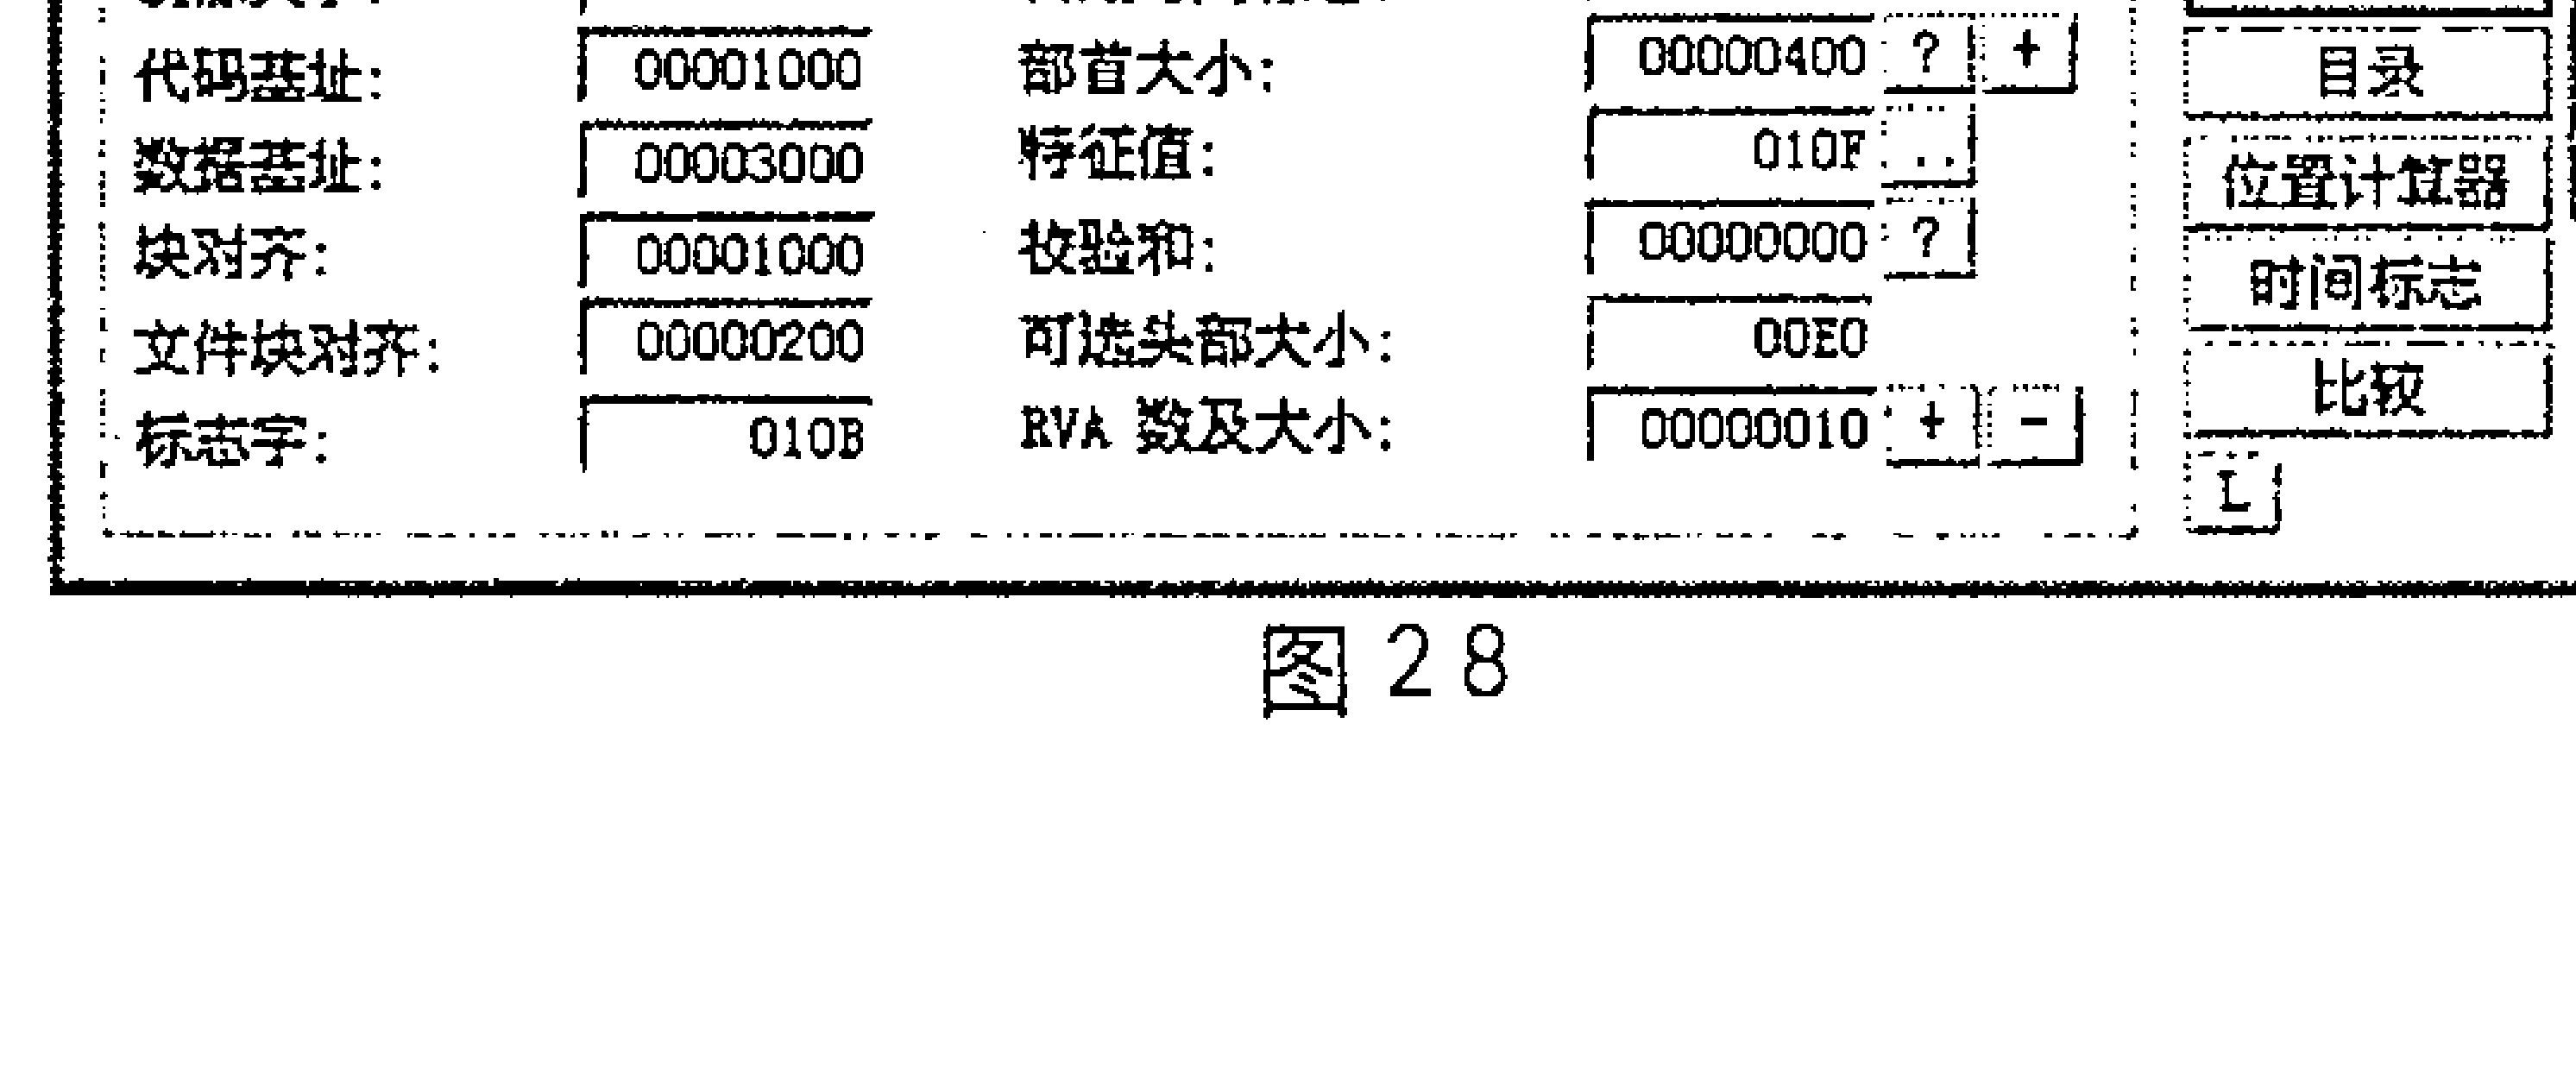 代码基址: 00001000 部首大小: 00000400 ? + 目录
数据基址: 00003000 特征值: 010F .. 位置计算器
块对齐: 00001000 校验和: 00000000 ? 时间标志
文件块对齐: 00000200 可选头部大小: 00E0 比较
标志字: 010B RVA 数及大小: 00000010 + -
L
图28